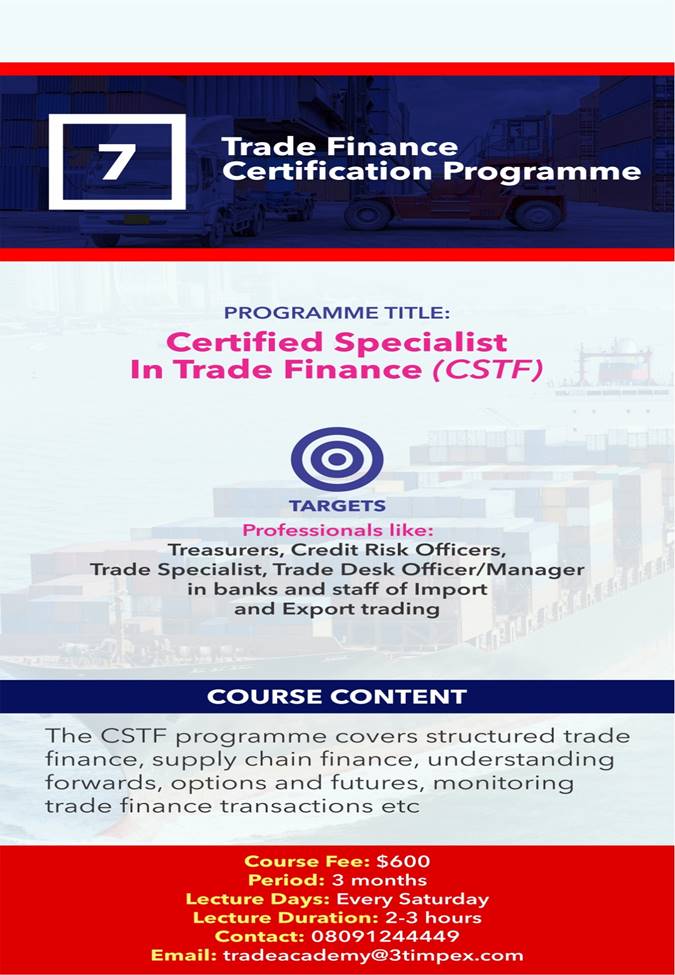 7
Trade Finance
Certification Programme
PROGRAMME TITLE:
Certified Specialist
In Trade Finance (CSTF)
TARGETS
Professionals like:
Treasurers, Credit Risk Officers,
Trade Specialist, Trade Desk Officer/Manager
in banks and staff of Import
and Export trading
COURSE CONTENT
The CSTF programme covers structured trade
finance, supply chain finance, understanding
forwards, options and futures, monitoring
trade finance transactions etc
Course Fee: $600
Period: 3 months
Lecture Days: Every Saturday
Lecture Duration: 2-3 hours
Contact: 08091244449
Email: tradeacademy@3timpex.com